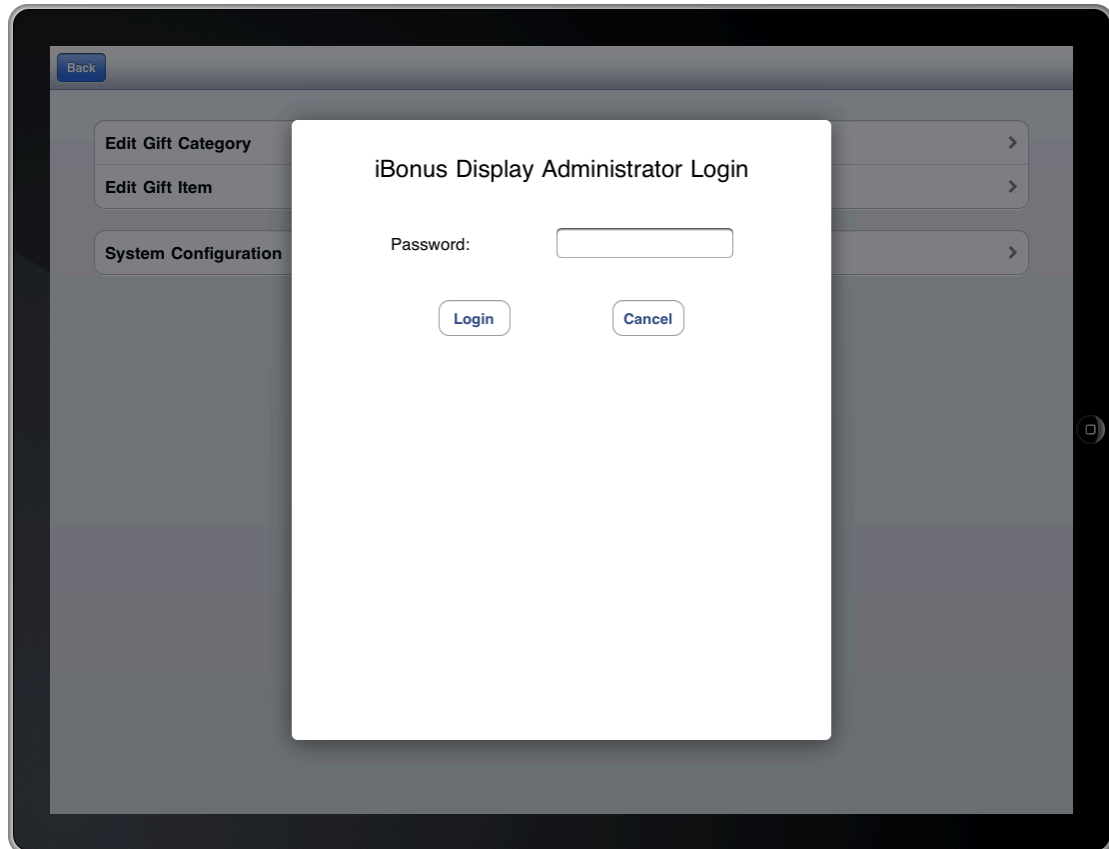 Back
Edit Gift Category
Edit Gift Item
System Configuration
iBonus Display Administrator Login
Password:
Login
Cancel